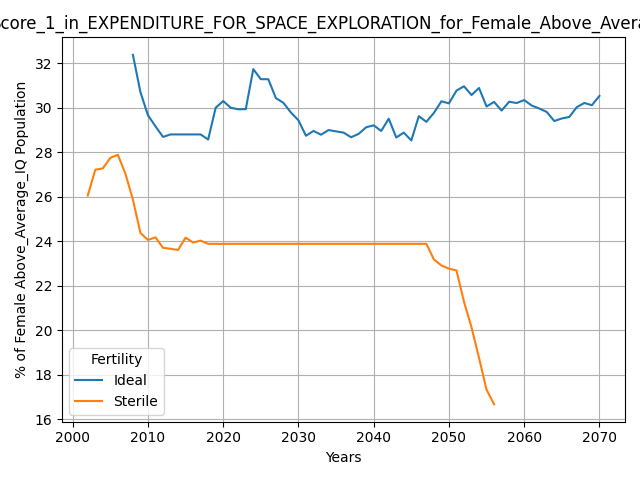 core_1_in_EXPENDITURE_FOR_SPACE_EXPLORATION_for_Female_Above_Avera
32
30
28
26
24
22
20
18
16
% of Female Above_Average_IQ Population
Fertility
Ideal
Sterile
2000 2010 2020 2030 2040 2050 2060 2070
Years